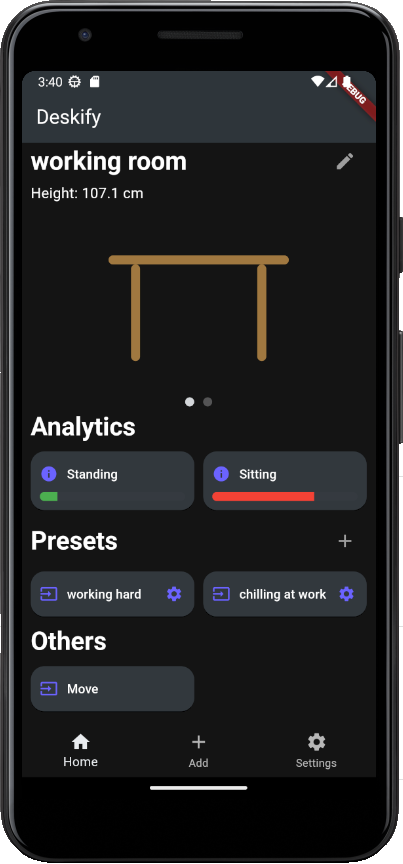 3:40
DEBUG
Deskify
working room
Height: 107.1 cm
Analytics
Standing
Sitting
Presets
working hard
chilling at work
Others
Move
Home
Add
Settings